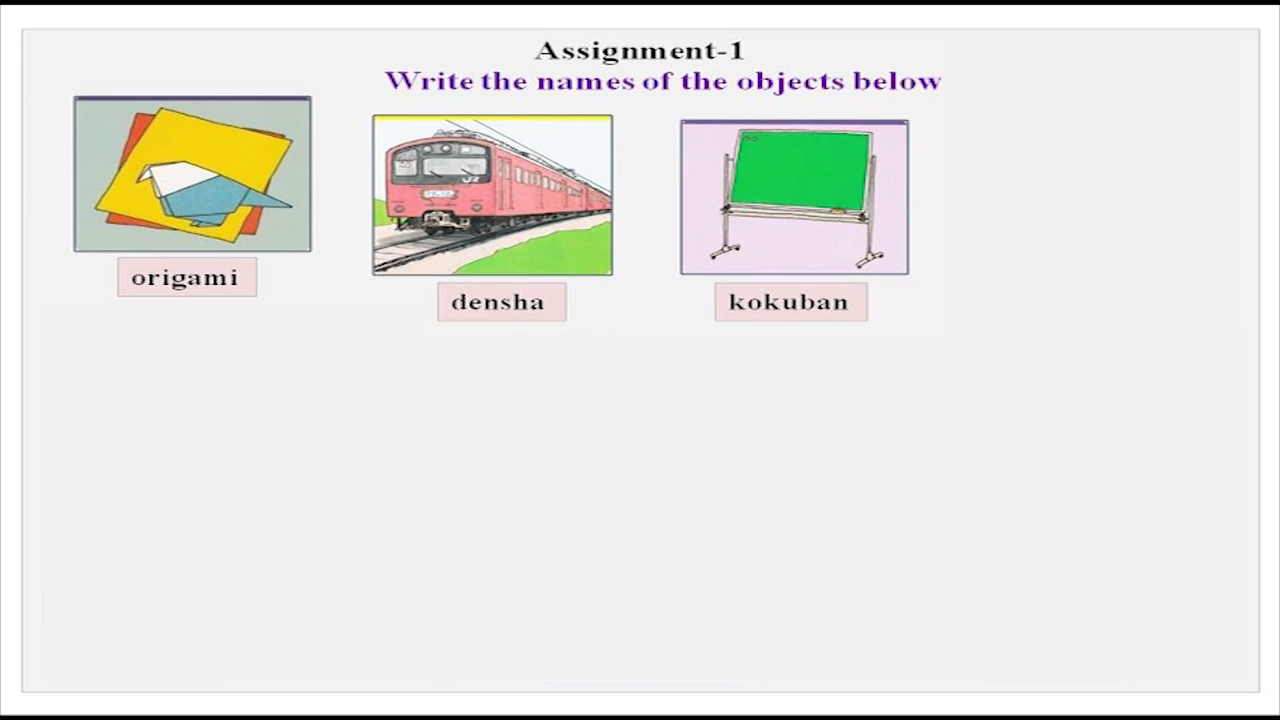 Assignment-1
Write the names of the objects below
origami
densha
kokuban